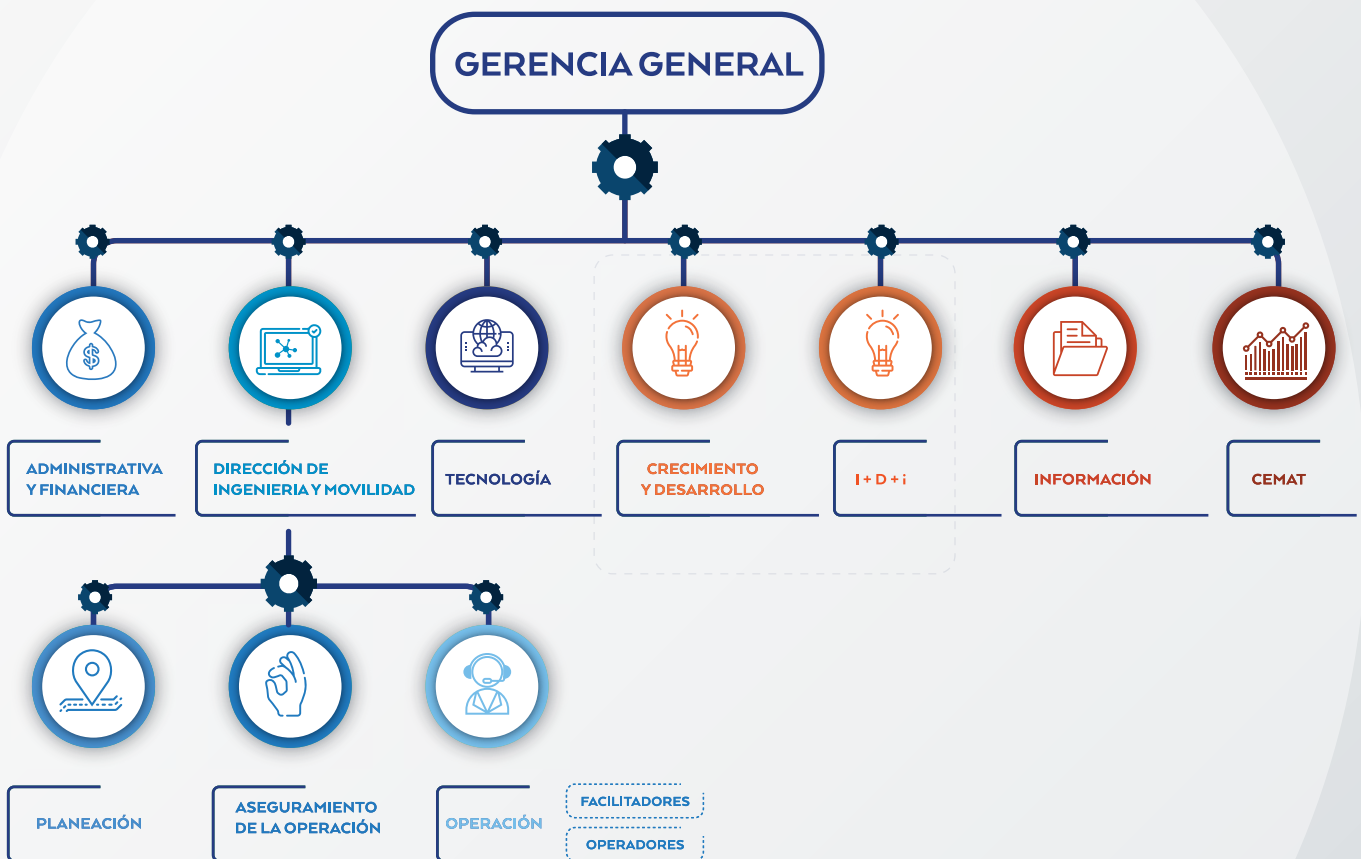 GERENCIA GENERAL
ADMINISTRATIVA
Y FINANCIERA
DIRECCIÓN DE
INGENIERIA Y MOVILIDAD
TECNOLOGÍA
CRECIMIENTO
Y DESARROLLO
I + D + i
INFORMACIÓN
CEMAT
PLANEACIÓN
ASEGURAMIENTO
DE LA OPERACIÓN
OPERACIÓN
FACILITADORES
OPERADORES